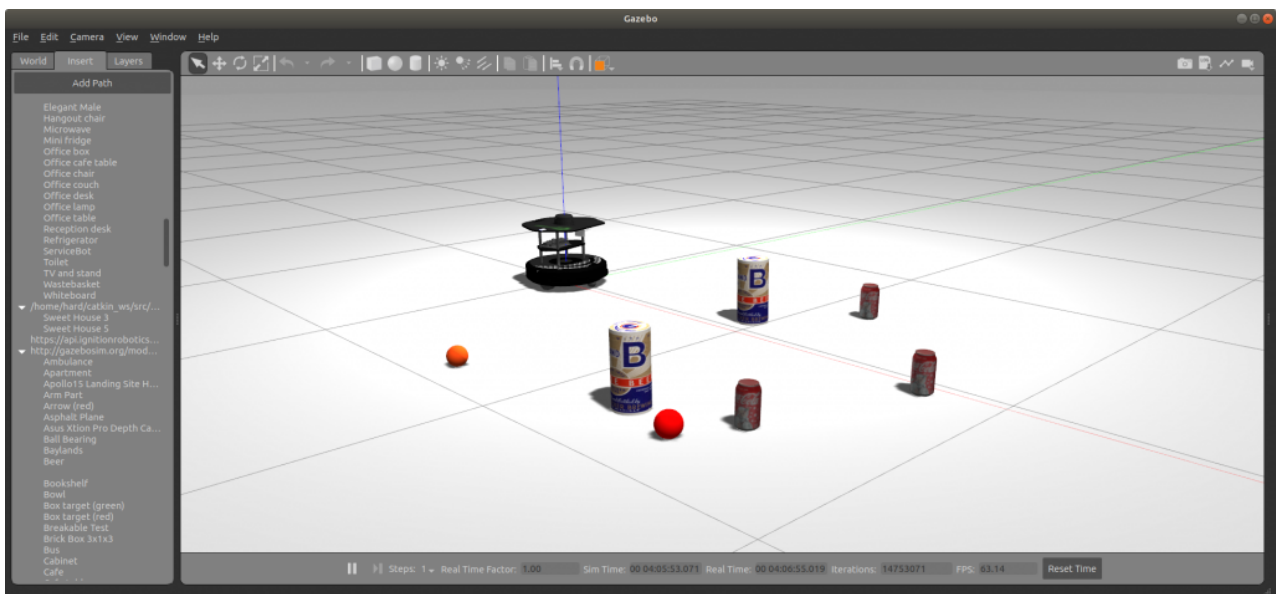 Gazebo
File Edit Camera View Window Help
World Insert Layers
Add Path
Elegant Male
Hangout chair
Microwave
Mini fridge
Office box
Office cafe table
Office chair
Office couch
Office desk
Office lamp
Office table
Reception desk
Refrigerator
ServiceBot
Toilet
TV and stand
Wastebasket
Whiteboard
/home/hard/catkin_ws/src/...
Sweet House 3
Sweet House 5
https://api.ignitionrobotics...
http://gazebosim.org/mod...
Ambulance
Apartment
Apollo15 Landing Site H...
Arm Part
Arrow (red)
Asphalt Plane
Asus Xtion Pro Depth Ca...
Ball Bearing
Baylands
Beer
Bookshelf
Bowl
Box target (green)
Box target (red)
Breakable Test
Brick Box 3x1x3
Bus
Cabinet
Cafe
B
B
BEER
Steps: 1 Real Time Factor: 1.00 Sim Time: 00 04:05:53.071 Real Time: 00 04:06:55.019 Iterations: 14753071 FPS: 63.14 Reset Time